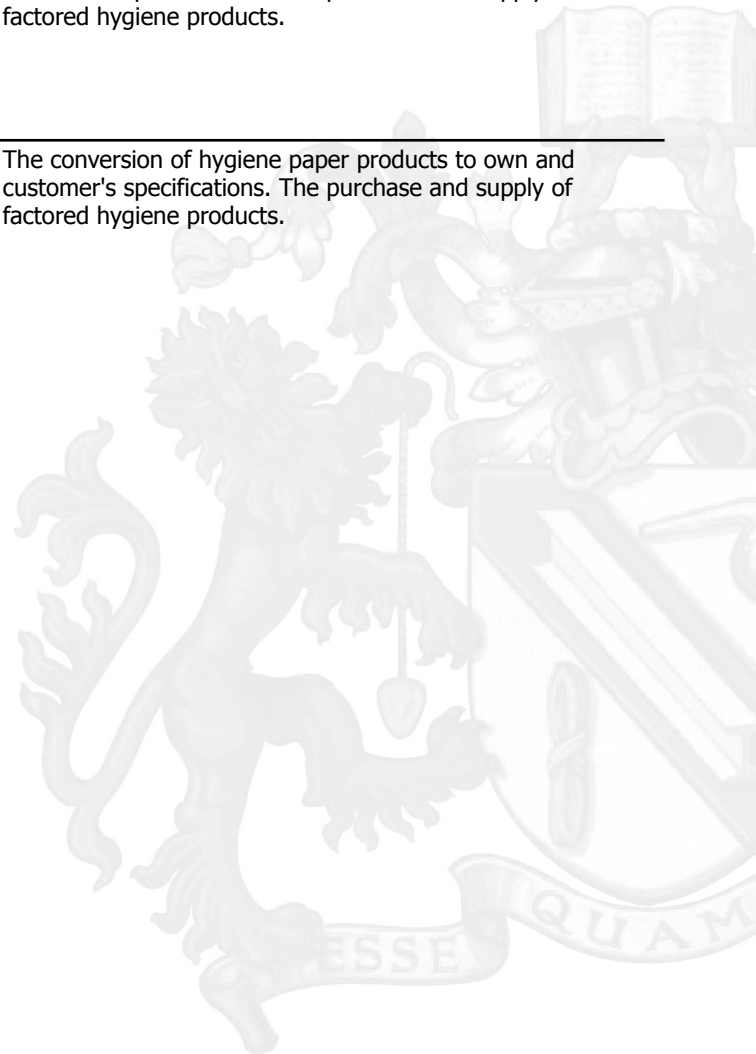 factored hygiene products.
The conversion of hygiene paper products to own and
customer's specifications. The purchase and supply of
factored hygiene products.
ESSE
QUAM